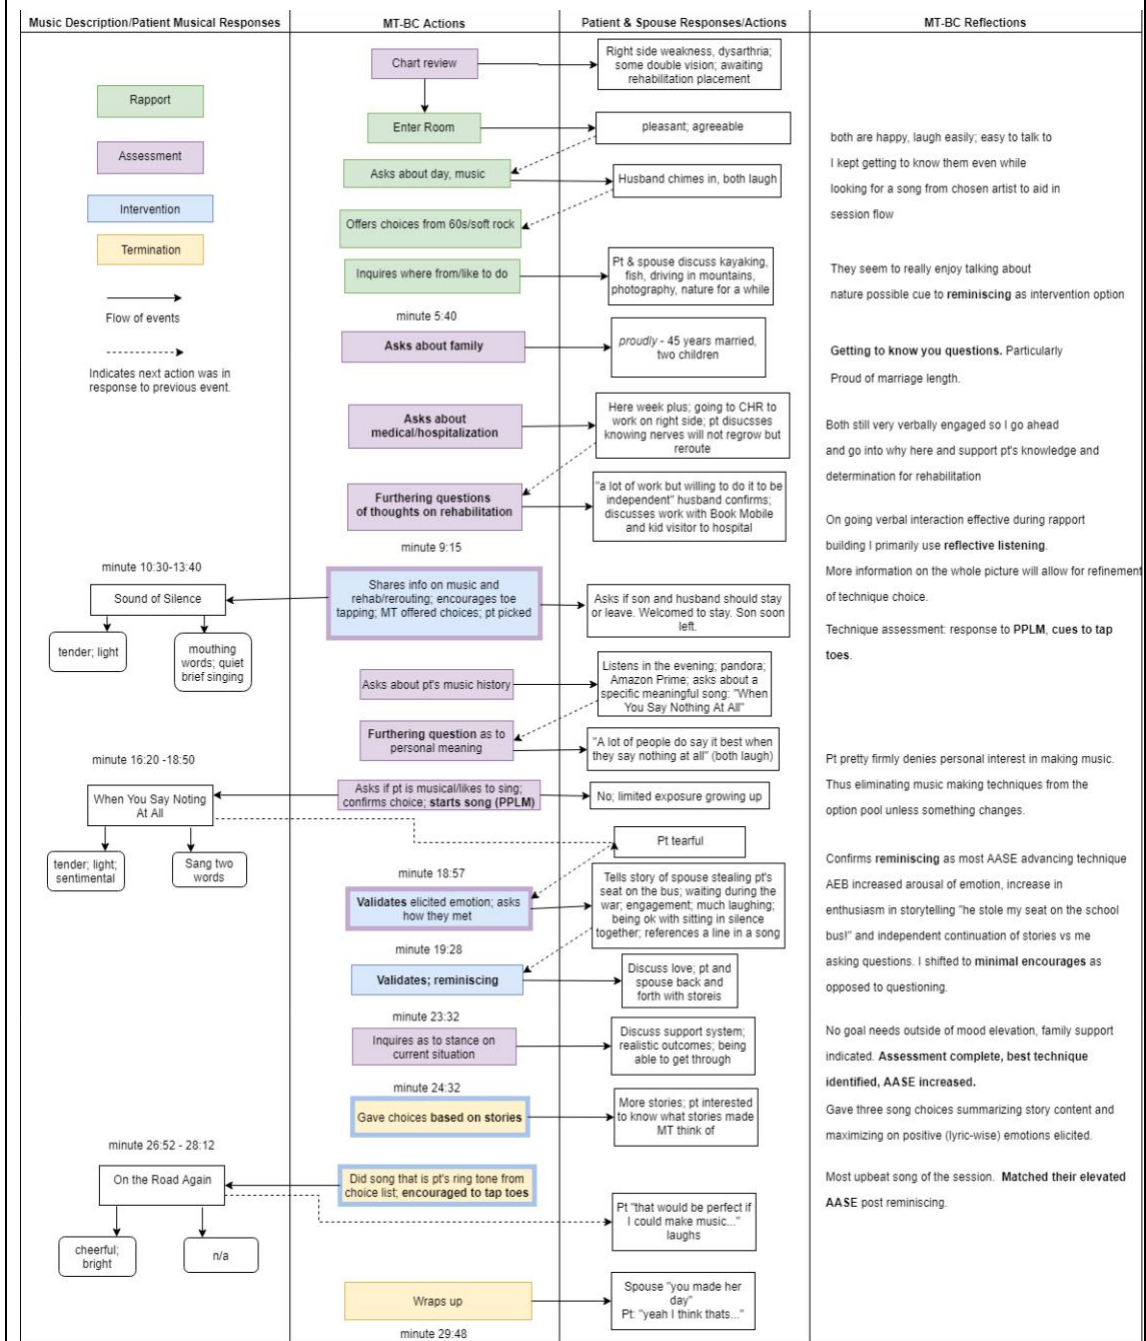 Music Description/Patient Musical Responses
MT-BC Actions
Patient & Spouse Responses/Actions
MT-BC Reflections
Rapport
Assessment
Intervention
Termination
Flow of events
Indicates next action was in
response to previous event.
Chart review
Right side weakness, dysarthria;
some double vision; awaiting
rehabilitation placement
Enter Room
pleasant; agreeable
both are happy, laugh easily; easy to talk to
I kept getting to know them even while
looking for a song from chosen artist to aid in
session flow
Asks about day, music
Husband chimes in, both laugh
Offers choices from 60s/soft rock
Inquires where from/like to do
Pt & spouse discuss kayaking,
fish, driving in mountains,
photography, nature for a while
They seem to really enjoy talking about
nature possible cue to reminiscing as intervention option
minute 5:40
Asks about family
proudly - 45 years married,
two children
Getting to know you questions. Particularly
Proud of marriage length.
Asks about
medical/hospitalization
Here week plus; going to CHR to
work on right side; pt disucsses
knowing nerves will not regrow but
reroute
Both still very verbally engaged so I go ahead
and go into why here and support pt's knowledge and
determination for rehabilitation
Furthering questions
of thoughts on rehabilitation
"a lot of work but willing to do it to be
independent" husband confirms;
discusses work with Book Mobile
and kid visitor to hospital
On going verbal interaction effective during rapport
building I primarily use reflective listening.
More information on the whole picture will allow for refinement
of technique choice.
minute 9:15
minute 10:30-13:40
Sound of Silence
tender; light
mouthing
words; quiet
brief singing
Shares info on music and
rehab/rerouting; encourages toe
tapping; MT offered choices; pt picked
Asks if son and husband should stay
or leave. Welcomed to stay. Son soon
left.
Technique assessment: response to PPLM, cues to tap
toes.
Asks about pt's music history
Listens in the evening; pandora;
Amazon Prime; asks about a
specific meaningful song: "When
You Say Nothing At All"
Furthering question as to
personal meaning
"A lot of people do say it best when
they say nothing at all" (both laugh)
minute 16:20 -18:50
When You Say Noting
At All
tender; light;
sentimental
Sang two
words
Asks if pt is musical/likes to sing;
confirms choice; starts song (PPLM)
No; limited exposure growing up
Pt pretty firmly denies personal interest in making music.
Thus eliminating music making techniques from the
option pool unless something changes.
Pt tearful
minute 18:57
Validates elicited emotion; asks
how they met
Tells story of spouse stealing pt's
seat on the bus; waiting during the
war; engagement; much laughing;
being ok with sitting in silence
together; references a line in a song
Confirms reminiscing as most AASE advancing technique
AEB increased arousal of emotion, increase in
enthusiasm in storytelling "he stole my seat on the school
bus!" and independent continuation of stories vs me
asking questions. I shifted to minimal encourages as
opposed to questioning.
minute 19:28
Validates; reminiscing
Discuss love; pt and
spouse back and
forth with storeis
minute 23:32
Inquires as to stance on
current situation
Discuss support system;
realistic outcomes; being
able to get through
No goal needs outside of mood elevation, family support
indicated. Assessment complete, best technique
identified, AASE increased.
minute 24:32
Gave choices based on stories
More stories; pt interested
to know what stories made
MT think of
Gave three song choices summarizing story content and
maximizing on positive (lyric-wise) emotions elicited.
minute 26:52 - 28:12
On the Road Again
cheerful;
bright
n/a
Did song that is pt's ring tone from
choice list; encouraged to tap toes
Most upbeat song of the session. Matched their elevated
AASE post reminiscing.
Pt "that would be perfect if
I could make music..."
laughs
Wraps up
Spouse "you made her
day"
Pt: "yeah I think thats..."
minute 29:48